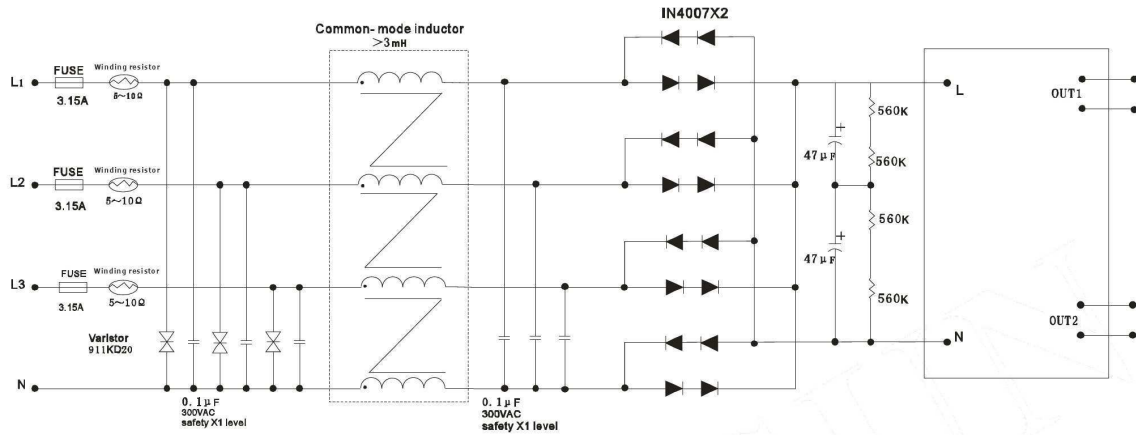 IN4007X2
Common- mode inductor
>3mH
L1
FUSE
3.15A
Winding resistor
5~10Ω
L
OUT1
560K
47μF
+
560K
L2
FUSE
3.15A
Winding resistor
5~10Ω
560K
47μF
+
L3
FUSE
3.15A
Winding resistor
5~10Ω
560K
OUT2
N
Varistor
911KD20
N
0.1μF
300VAC
safety X1 level
0.1μF
300VAC
safety X1 level